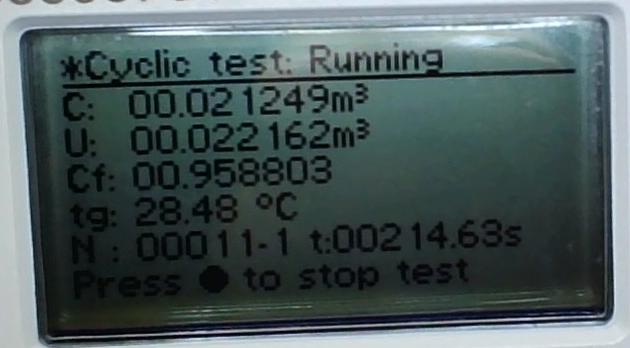 *Cyclic test: Running
C: 00.021249m³
U: 00.022162m³
Cf: 00.958803
tg: 28.48 °C
N : 00011-1 t:00214.63s
Press ● to stop test